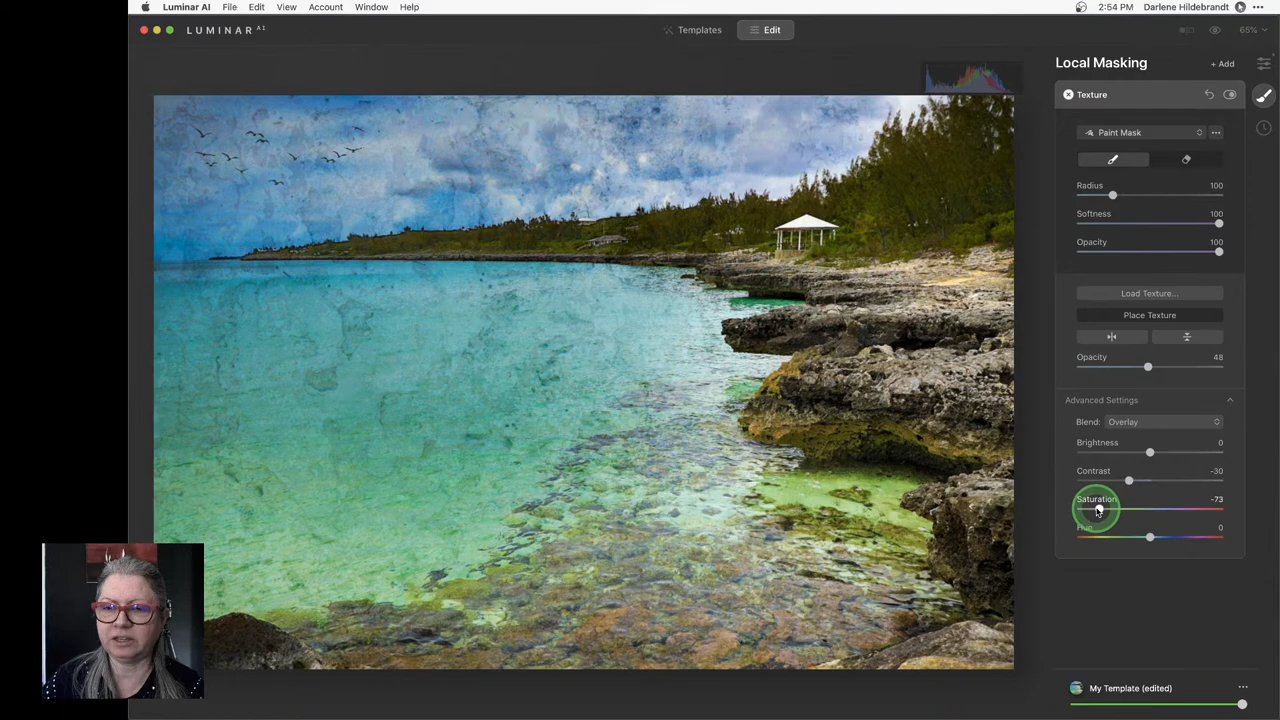 Luminar AI File Edit View Account Window Help 2:54 PM Darlene Hildebrandt
LUMINAR AI Templates Edit 65%
Local Masking + Add
Texture
Paint Mask
Radius 100
Softness 100
Opacity 100
Load Texture...
Place Texture
Opacity 48
Advanced Settings
Blend: Overlay
Brightness 0
Contrast -30
Saturation -73
Hue 0
My Template (edited)